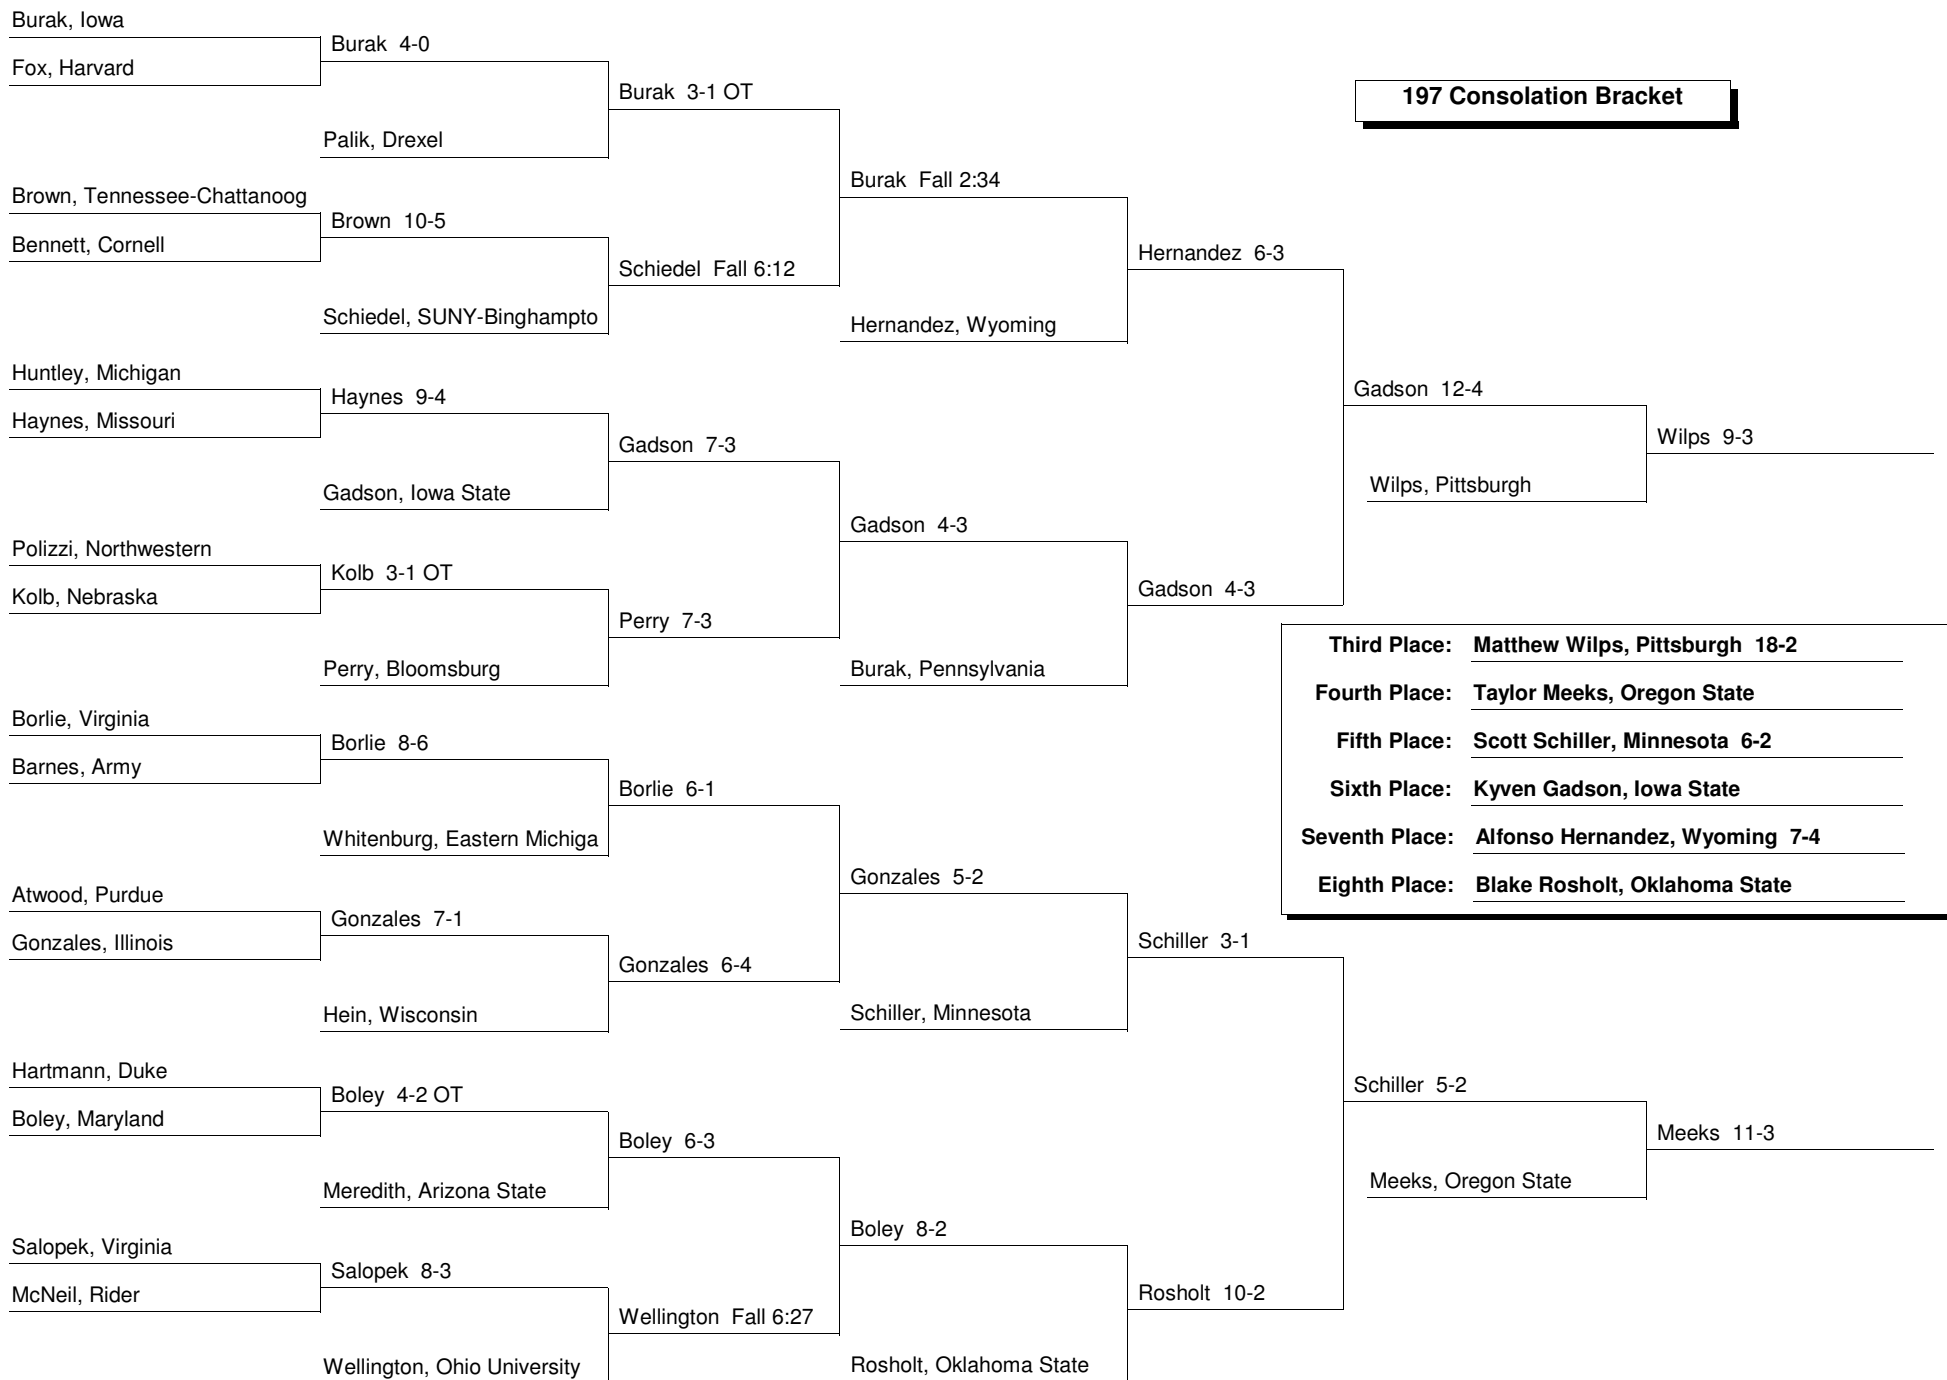 Burak, Iowa
Fox, Harvard
Burak 4-0
Palik, Drexel
Burak 3-1 OT
Brown, Tennessee-Chattanoog
Bennett, Cornell
Brown 10-5
Schiedel, SUNY-Binghampto
Schiedel Fall 6:12
Burak Fall 2:34
Hernandez, Wyoming
Hernandez 6-3
Huntley, Michigan
Haynes, Missouri
Haynes 9-4
Gadson, Iowa State
Gadson 7-3
Polizzi, Northwestern
Kolb, Nebraska
Kolb 3-1 OT
Perry, Bloomsburg
Perry 7-3
Gadson 4-3
Burak, Pennsylvania
Gadson 4-3
Gadson 12-4
Wilps, Pittsburgh
Wilps 9-3
Borlie, Virginia
Barnes, Army
Borlie 8-6
Whitenburg, Eastern Michiga
Borlie 6-1
Atwood, Purdue
Gonzales, Illinois
Gonzales 7-1
Hein, Wisconsin
Gonzales 6-4
Gonzales 5-2
Schiller, Minnesota
Schiller 3-1
Hartmann, Duke
Boley, Maryland
Boley 4-2 OT
Meredith, Arizona State
Boley 6-3
Salopek, Virginia
McNeil, Rider
Salopek 8-3
Wellington, Ohio University
Wellington Fall 6:27
Boley 8-2
Rosholt, Oklahoma State
Rosholt 10-2
Schiller 5-2
Meeks, Oregon State
Meeks 11-3
197 Consolation Bracket
Third Place: Matthew Wilps, Pittsburgh 18-2
Fourth Place: Taylor Meeks, Oregon State
Fifth Place: Scott Schiller, Minnesota 6-2
Sixth Place: Kyven Gadson, Iowa State
Seventh Place: Alfonso Hernandez, Wyoming 7-4
Eighth Place: Blake Rosholt, Oklahoma State